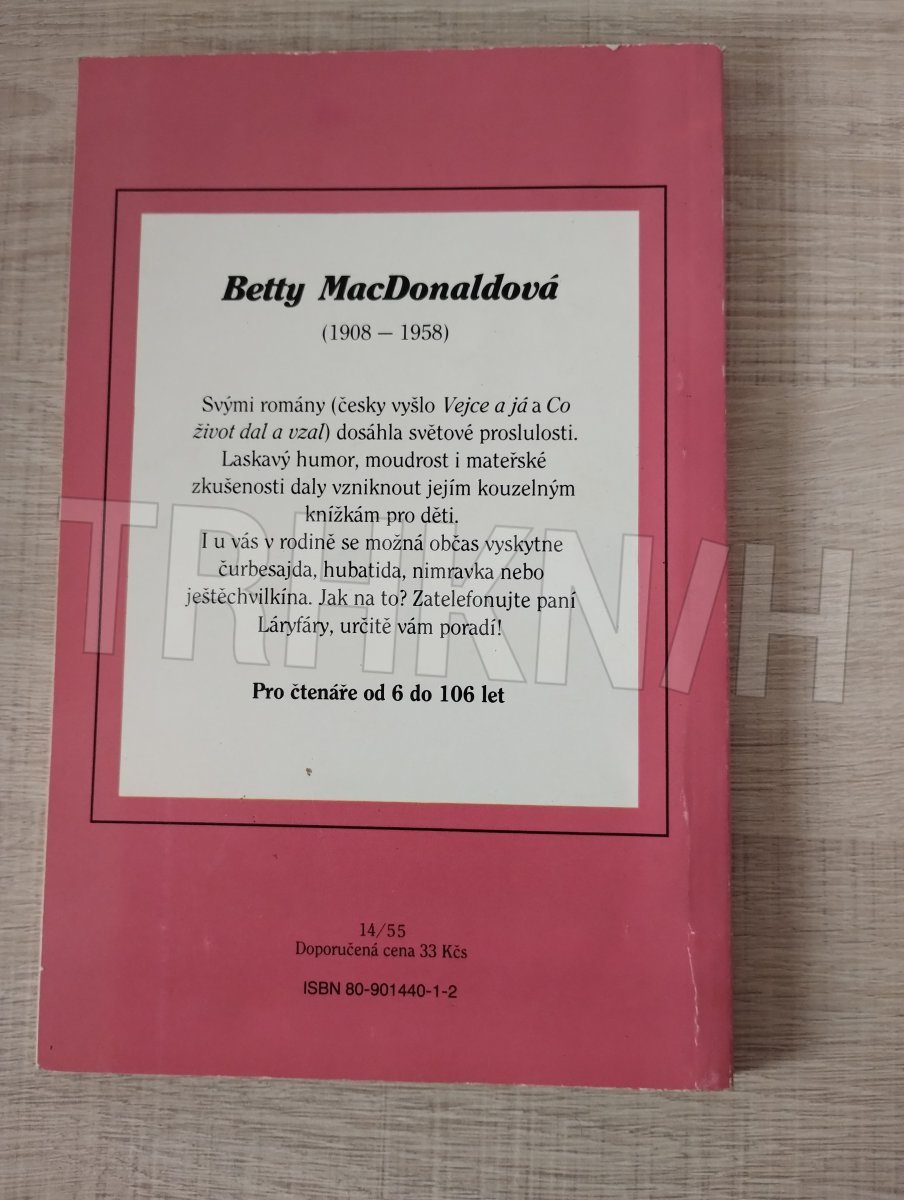 Betty MacDonaldová
(1908 — 1958)
Svými romány (česky vyšlo Vejce a já a Co
život dal a vzal) dosáhla světové proslulosti.
Laskavý humor, moudrost i mateřské
zkušenosti daly vzniknout jejím kouzelným
knížkám pro děti.
I u vás v rodině se možná občas vyskytne
čurbesajda, hubatida, nimravka nebo
ještěchvilkína. Jak na to? Zatelefonujte paní
Láryfáry, určitě vám poradí!
TRHKNIH
Pro čtenáře od 6 do 106 let
14/55
Doporučená cena 33 Kčs
ISBN 80-901440-1-2